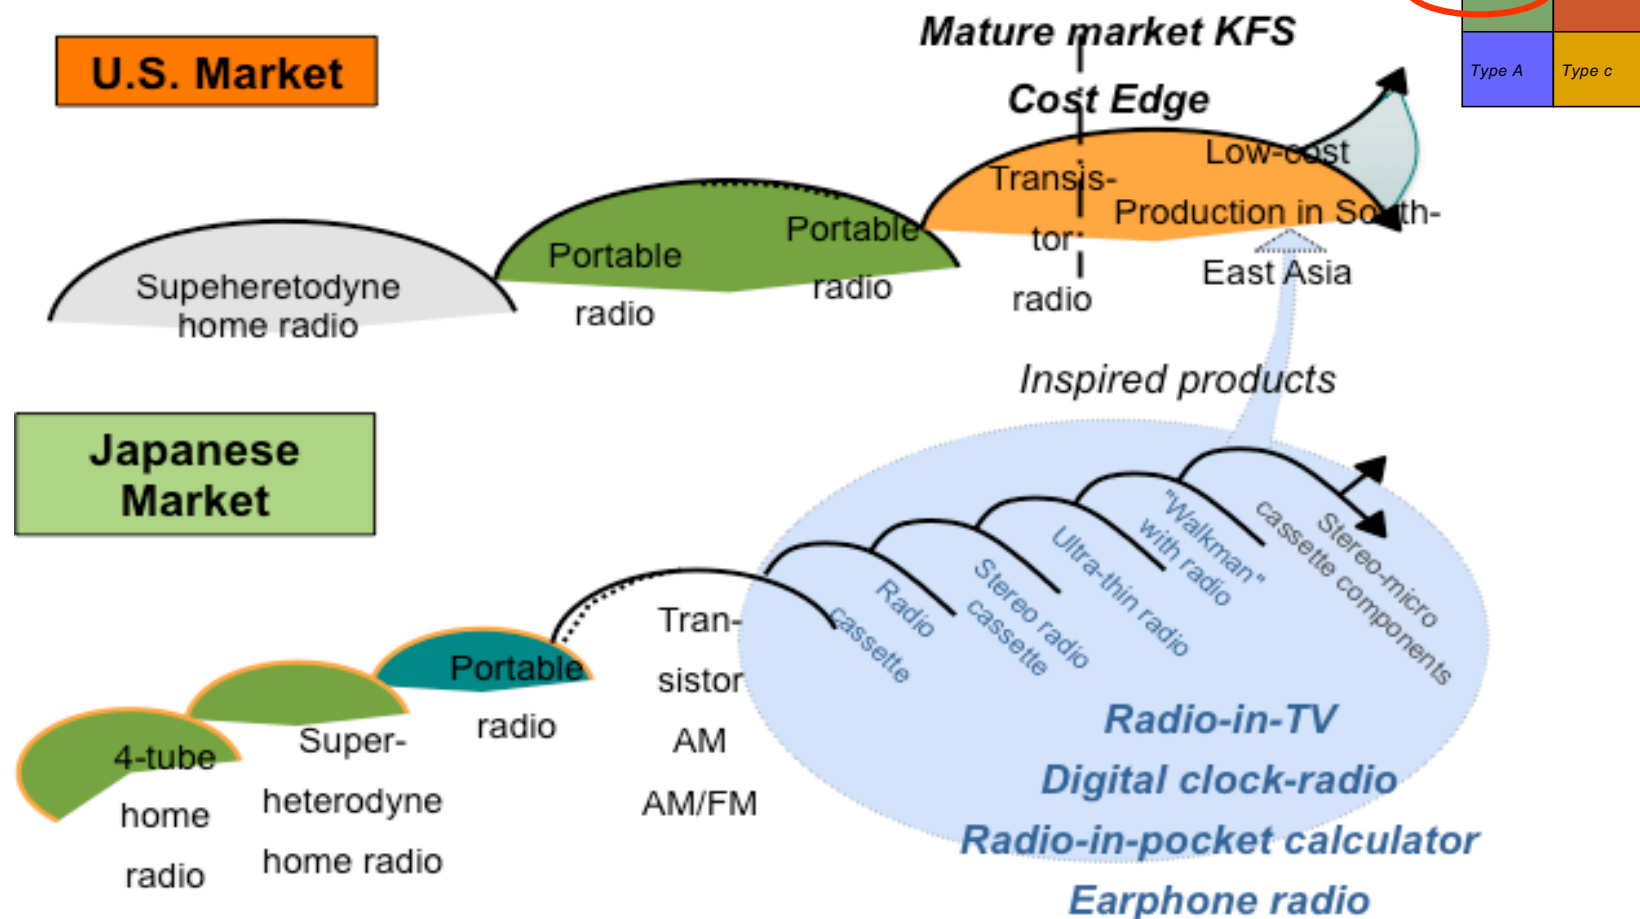 Mature market KFS
U.S. Market
Cost Edge
Type A
Type c
Low-cost
Transis-
Production in South-
tor
East Asia
radio
Portable
radio
Portable
radio
Supeheretodyne
home radio
Inspired products
Japanese
Market
4-tube
home
radio
Super-
heterodyne
home radio
Portable
radio
Tran-
sistor
AM
AM/FM
Radio
cassette
Stereo radio
cassette
Ultra-thin radio
"Walkman"
with radio
Stereo-micro
cassette components
Radio-in-TV
Digital clock-radio
Radio-in-pocket calculator
Earphone radio